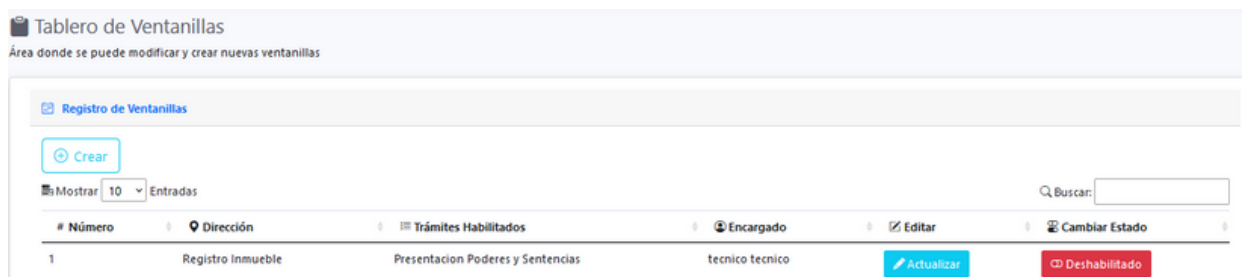 Tablero de Ventanillas
Área donde se puede modificar y crear nuevas ventanillas
Registro de Ventanillas
Crear
Mostrar 10 Entradas Buscar:
# Número Dirección Trámites Habilitados Encargado Editar Cambiar Estado
1 Registro Inmueble Presentacion Poderes y Sentencias tecnico tecnico Actualizar Deshabilitado